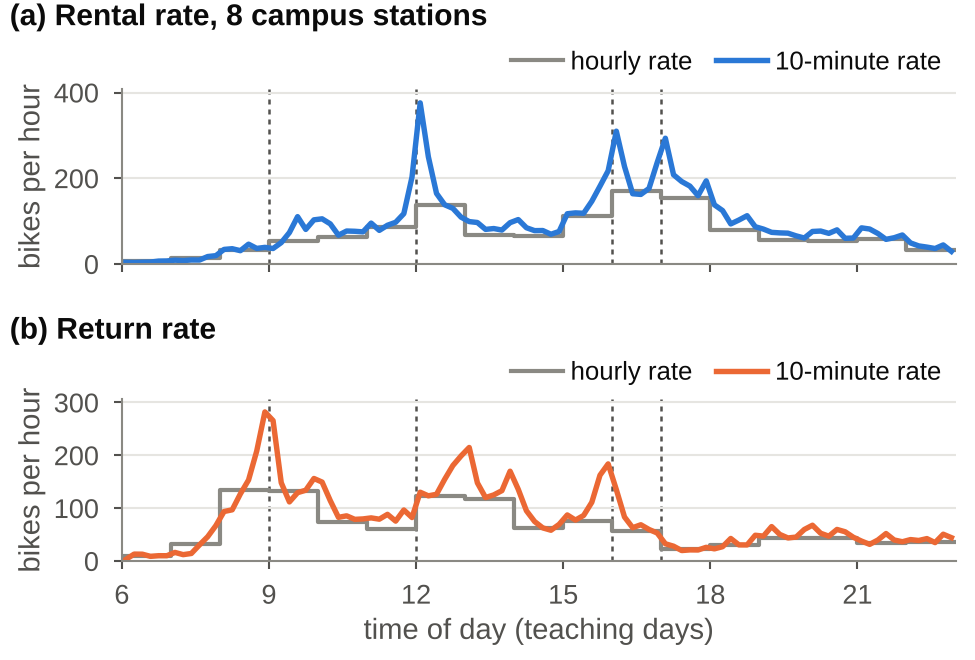 (a) Rental rate, 8 campus stations
hourly rate 10-minute rate
bikes per hour
400
200
0
(b) Return rate
hourly rate 10-minute rate
bikes per hour
300
200
100
0
6 9 12 15 18 21
time of day (teaching days)